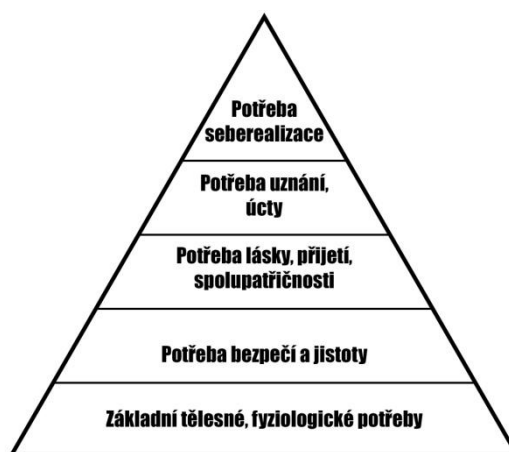 Potřeba
seberealizace
Potřeba uznání,
úcty
Potřeba lásky, přijetí,
spolupatřičnosti
Potřeba bezpečí a jistoty
Základní tělesné, fyziologické potřeby